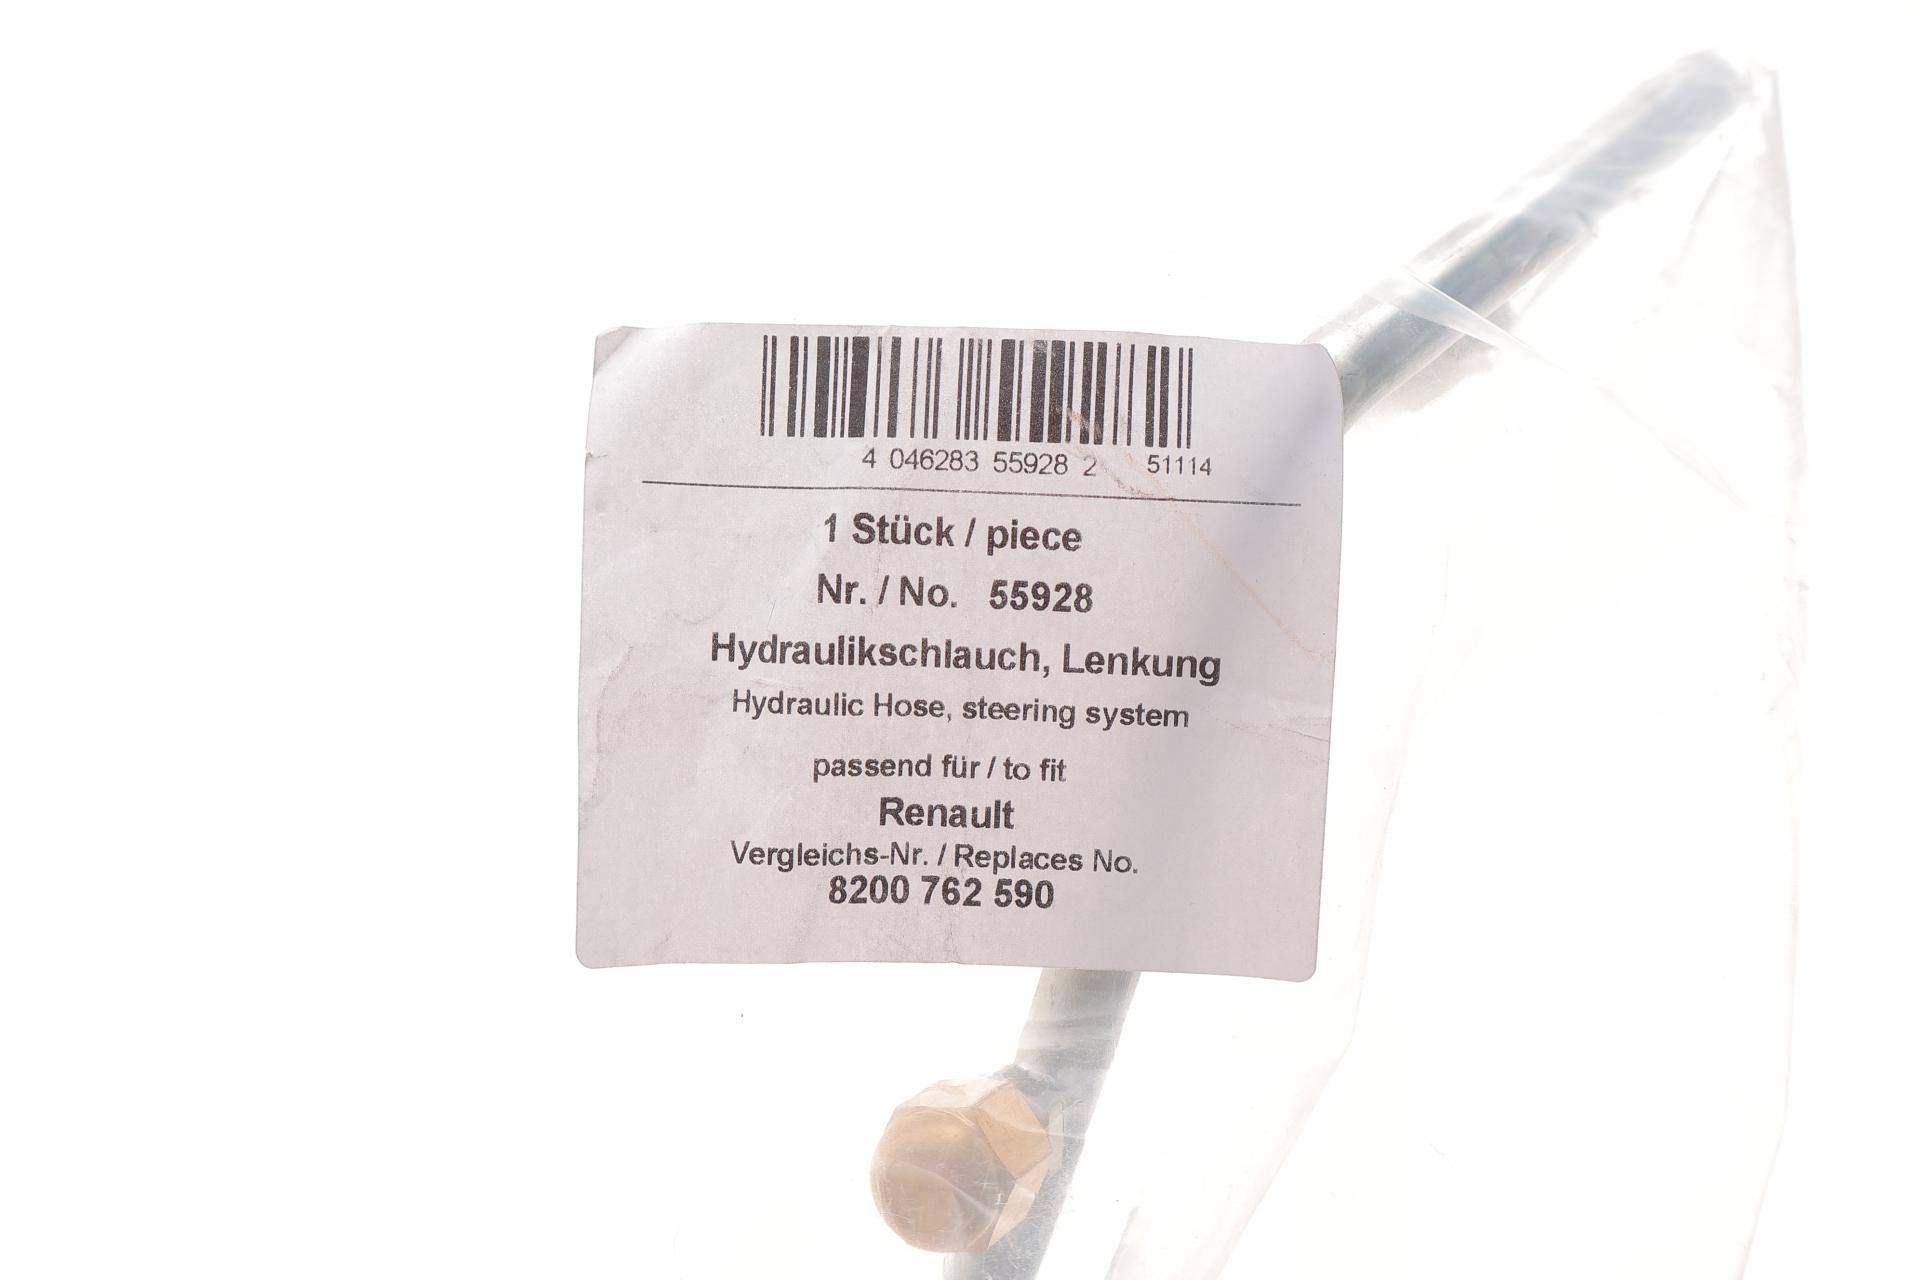 4 046283 55928 2 51114
1 Stück / piece
Nr. / No. 55928
Hydraulikschlauch, Lenkung
Hydraulic Hose, steering system
passend für / to fit
Renault
Vergleichs-Nr. / Replaces No.
8200 762 590